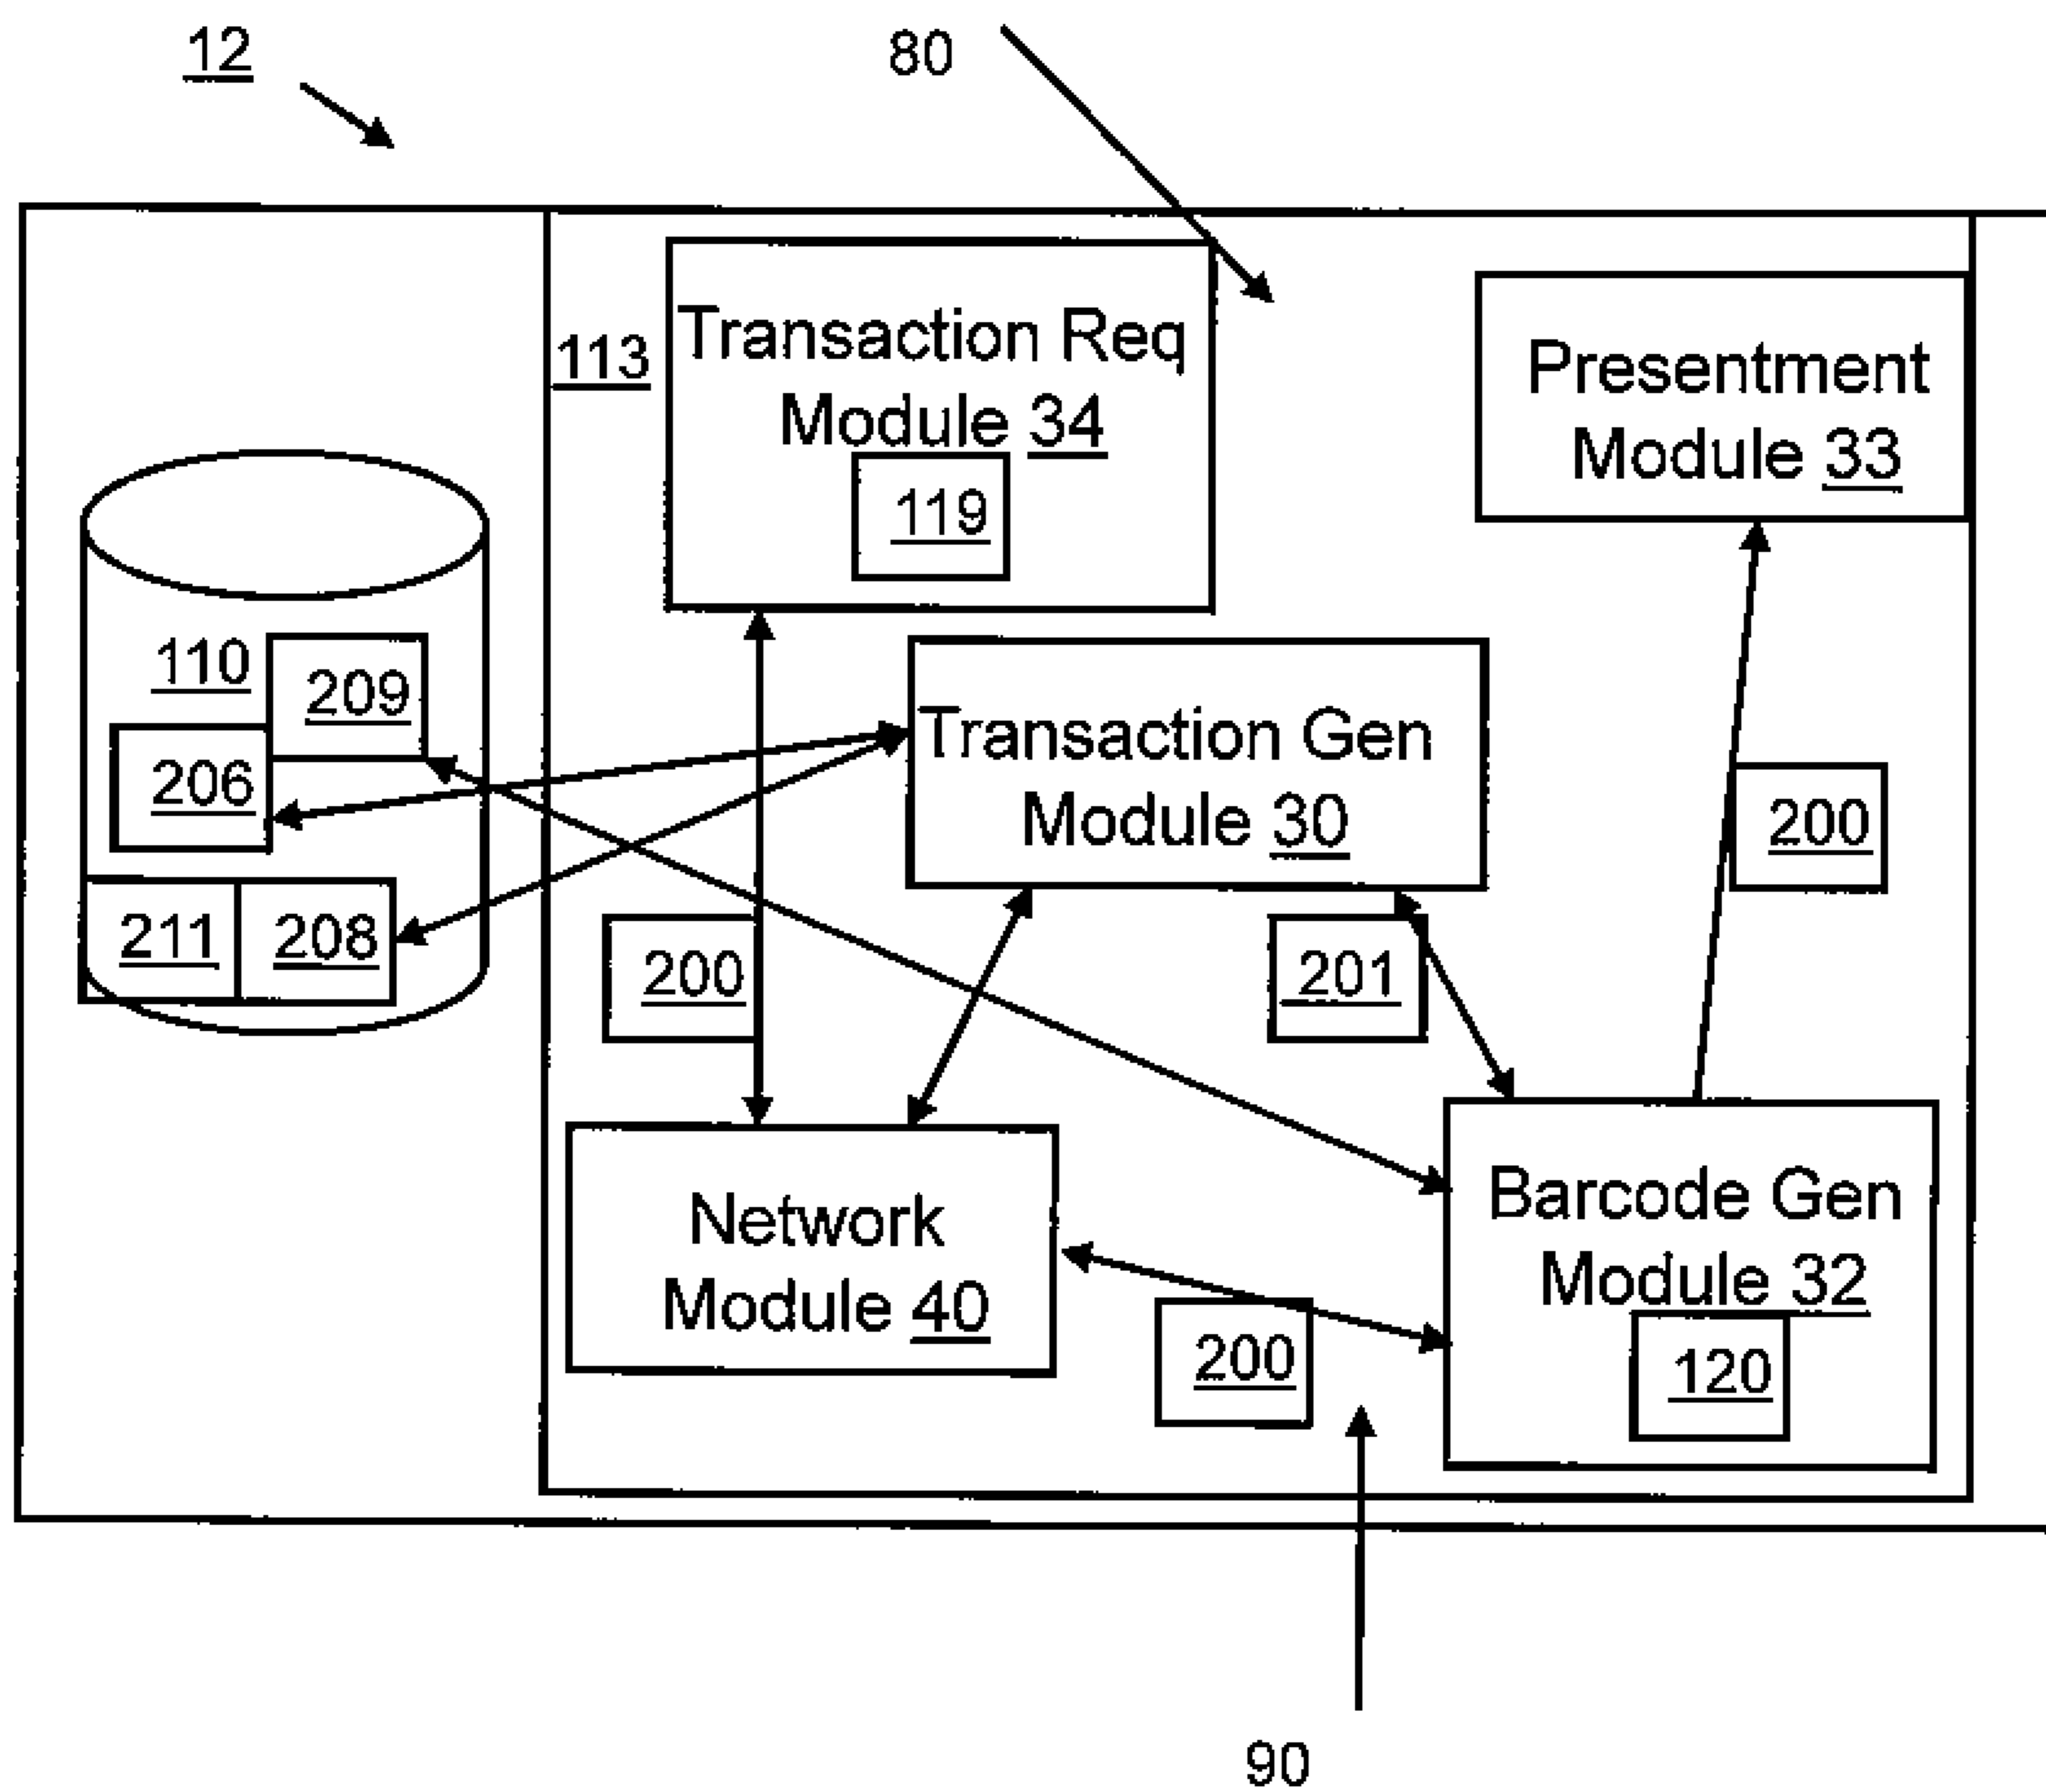 12
80
113
Transaction Req
Module 34
119
Presentment
Module 33
110
209
206
211
208
Transaction Gen
Module 30
200
200
201
Network
Module 40
200
Barcode Gen
Module 32
120
90